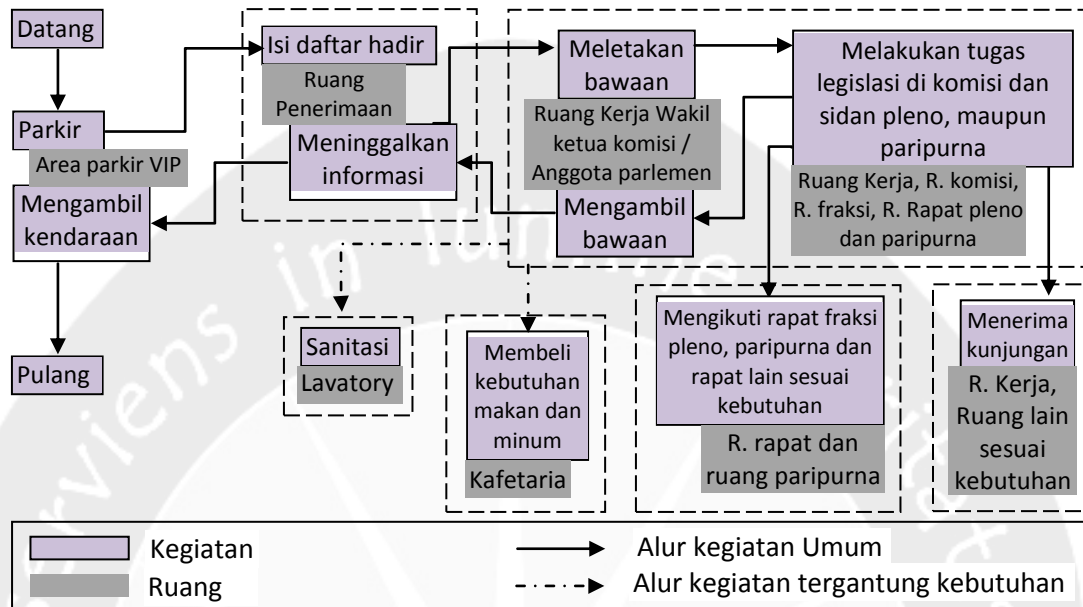 Datang
Parkir
Area parkir VIP
Mengambil
kendaraan
Pulang
Isi daftar hadir
Ruang
Penerimaan
Meninggalkan
informasi
Meletakan
bawaan
Ruang Kerja Wakil
ketua komisi /
Anggota parlemen
Mengambil
bawaan
Melakukan tugas
legislasi di komisi dan
sidan pleno, maupun
paripurna
Ruang Kerja, R. komisi,
R. fraksi, R. Rapat pleno
dan paripurna
Sanitasi
Lavatory
Membeli
kebutuhan
makan dan
minum
Kafetaria
Mengikuti rapat fraksi
pleno, paripurna dan
rapat lain sesuai
kebutuhan
R. rapat dan
ruang paripurna
Menerima
kunjungan
R. Kerja,
Ruang lain
sesuai
kebutuhan
Kegiatan
Ruang
Alur kegiatan Umum
Alur kegiatan tergantung kebutuhan